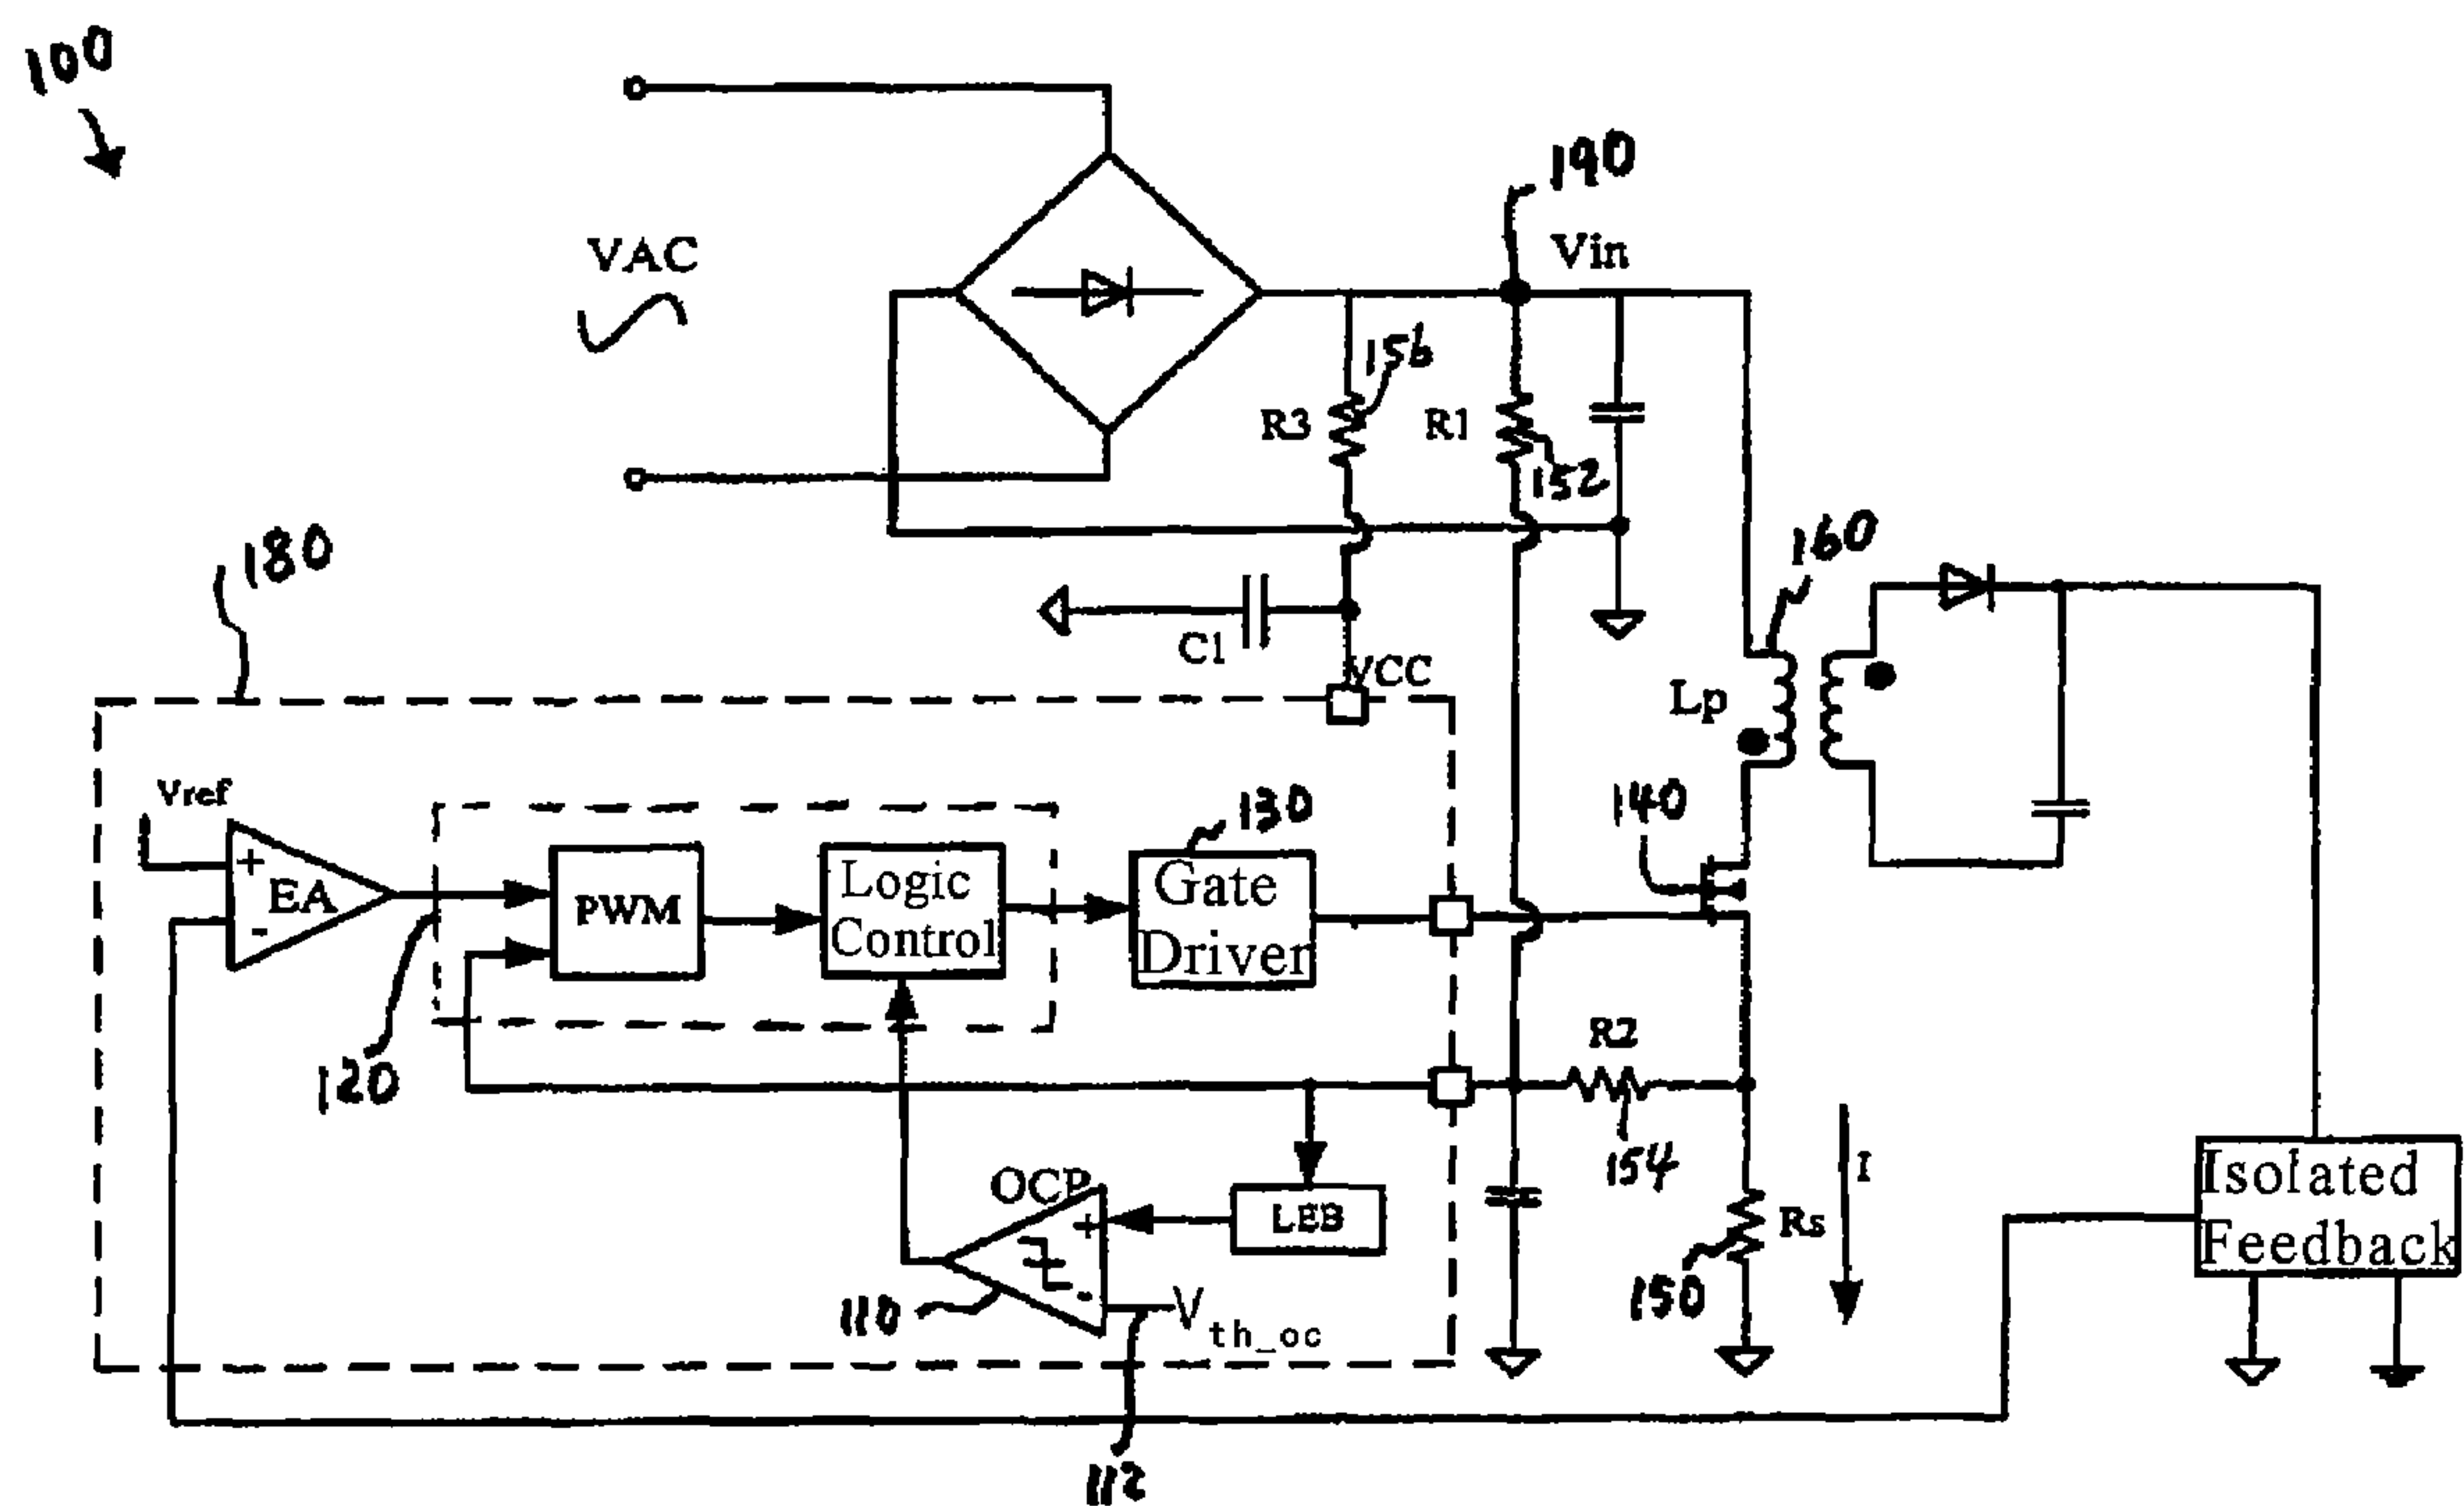 100
190
VAC
Vin
156
R3
R1
152
180
160
C1
VCC
Lp
Vref
130
140
+
EA
-
PWM
Logic
Control
Gate
Driver
120
R2
154
I
OCP
+
LEB
Rs
Isolated
Feedback
110
-
V th_oc
150
112